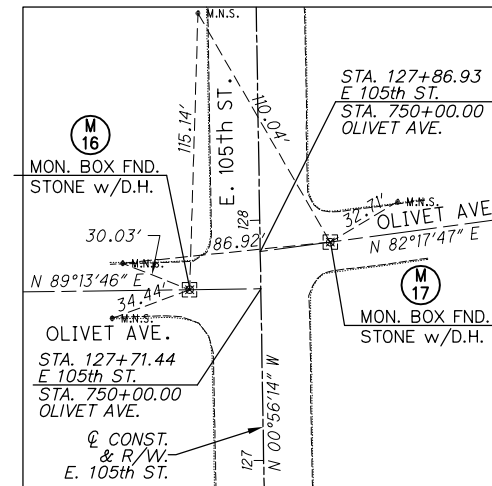 M.N.S.
E. 105th ST.
115.14'
110.04'
STA. 127+86.93
E 105th ST.
STA. 750+00.00
OLIVET AVE.
M
16
MON. BOX FND.
STONE w/D.H.
128
32.71'
M.N.S.
OLIVET AVE
N 82°17'47" E
30.03'
86.92'
M.N.S.
N 89°13'46" E
34.44'
M.N.S.
M
17
MON. BOX FND.
STONE w/D.H.
OLIVET AVE.
STA. 127+71.44
E 105th ST.
STA. 750+00.00
OLIVET AVE.
N 00°56'14" W
℄ CONST.
& R/W.
E. 105th ST.
127